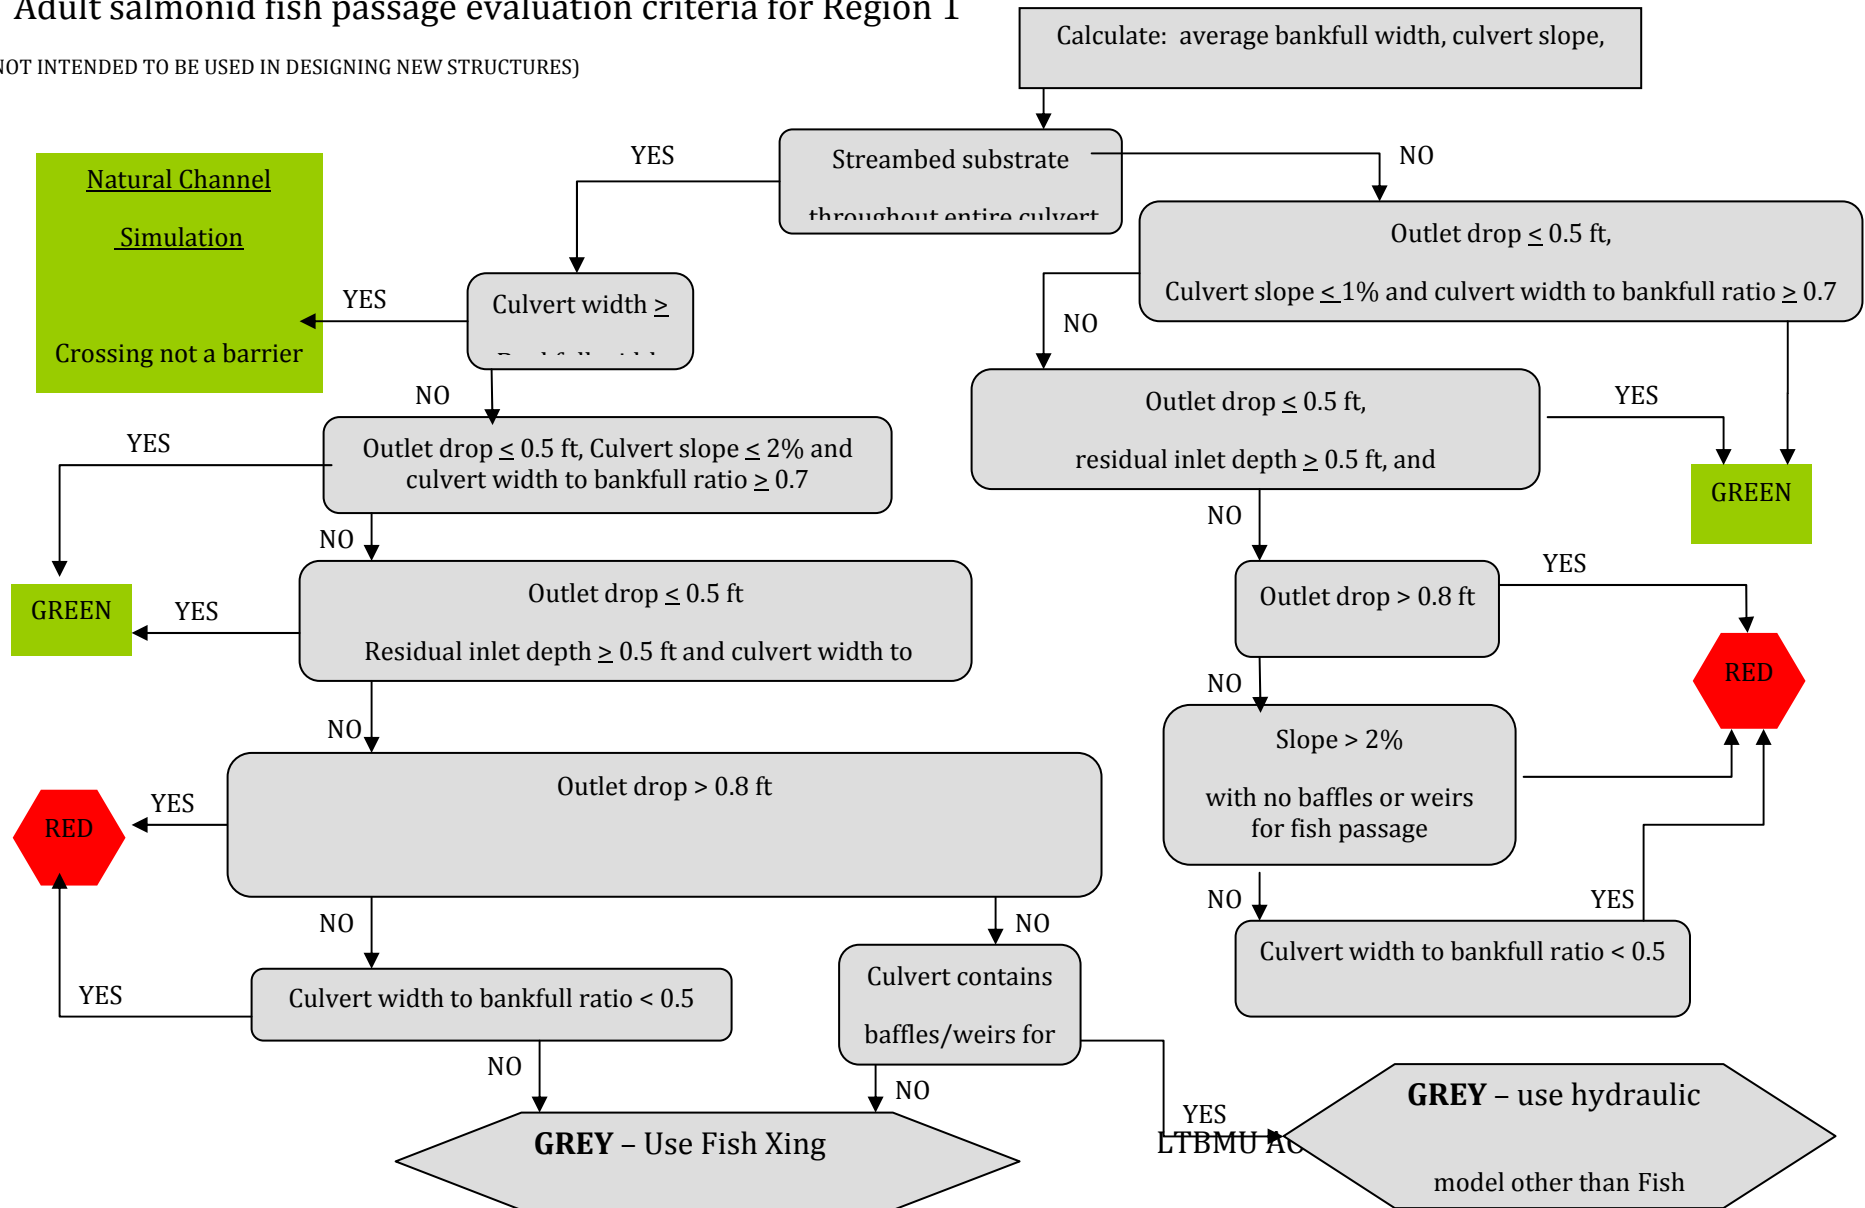 Adult salmonid fish passage evaluation criteria for Region 1
NOT INTENDED TO BE USED IN DESIGNING NEW STRUCTURES)
Calculate: average bankfull width, culvert slope,
YES
Streambed substrate
throughout entire culvert
NO
Natural Channel
Simulation
Crossing not a barrier
Outlet drop ≤ 0.5 ft,
Culvert slope ≤ 1% and culvert width to bankfull ratio ≥ 0.7
YES
Culvert width ≥
NO
NO
Outlet drop ≤ 0.5 ft,
residual inlet depth ≥ 0.5 ft, and
YES
GREEN
YES
Outlet drop ≤ 0.5 ft, Culvert slope ≤ 2% and
culvert width to bankfull ratio ≥ 0.7
NO
NO
GREEN
YES
Outlet drop ≤ 0.5 ft
Residual inlet depth ≥ 0.5 ft and culvert width to
Outlet drop > 0.8 ft
YES
RED
NO
NO
Slope > 2%
with no baffles or weirs
for fish passage
Outlet drop > 0.8 ft
YES
RED
NO
NO
NO
YES
Culvert width to bankfull ratio < 0.5
Culvert contains
baffles/weirs for
Culvert width to bankfull ratio < 0.5
YES
NO
NO
YES
GREY – Use Fish Xing
LTBMU
GREY – use hydraulic
model other than Fish